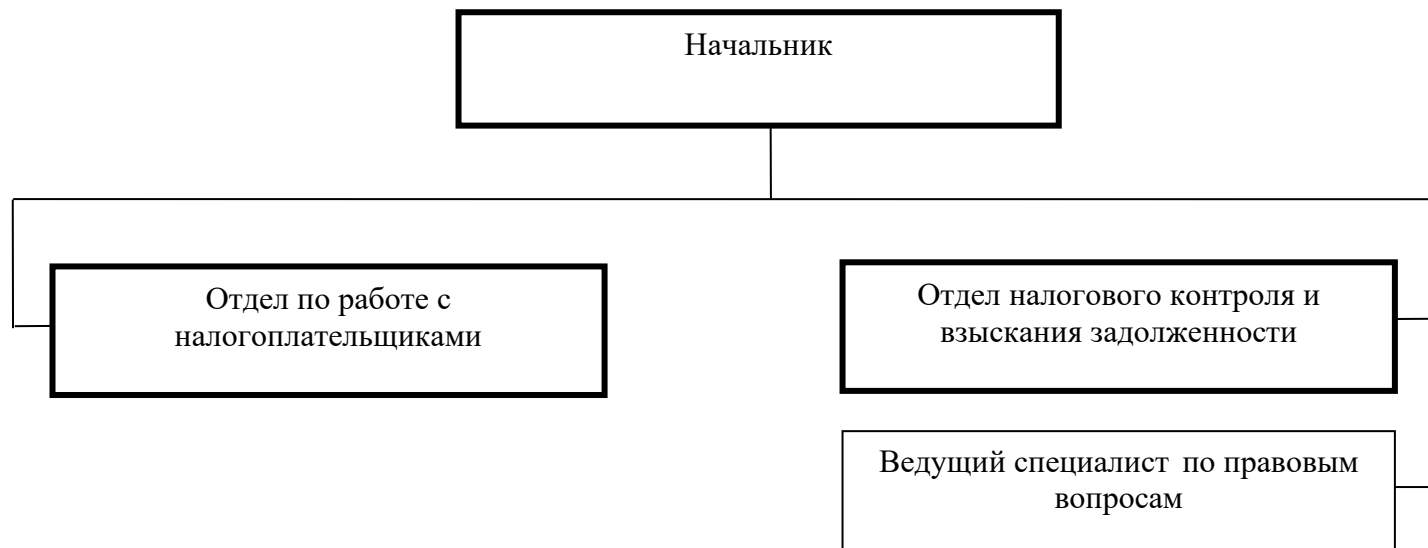 Начальник
Отдел по работе с
налогоплательщиками
Отдел налогового контроля и
взыскания задолженности
Ведущий специалист по правовым
вопросам